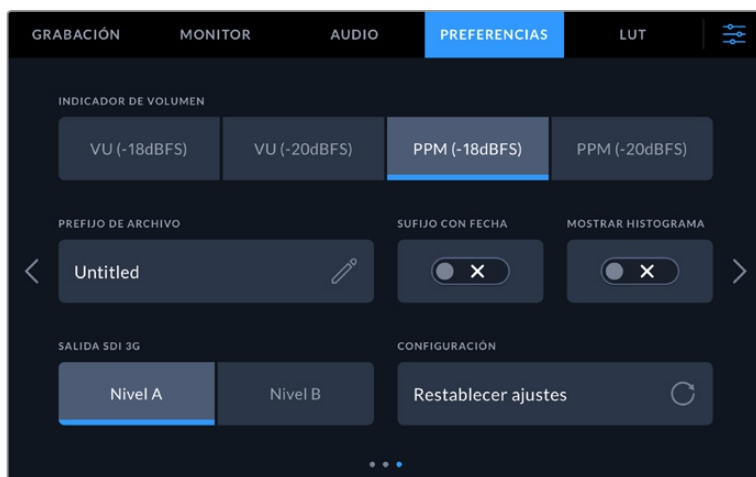 GRABACIÓN MONITOR AUDIO PREFERENCIAS LUT
INDICADOR DE VOLUMEN
VU (-18dBFS) VU (-20dBFS) PPM (-18dBFS) PPM (-20dBFS)
PREFIJO DE ARCHIVO SUFIJO CON FECHA MOSTRAR HISTOGRAMA
Untitled
SALIDA SDI 3G CONFIGURACIÓN
Nivel A Nivel B Restablecer ajustes